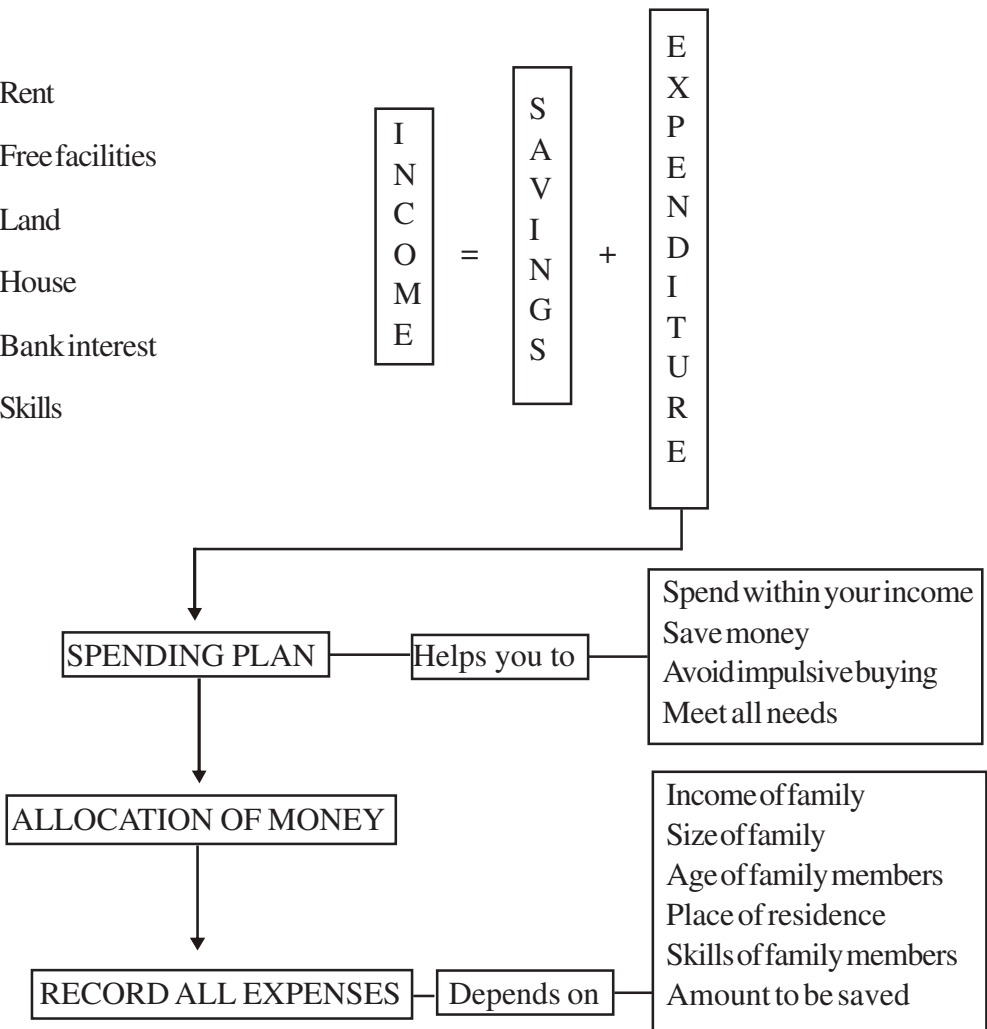 Rent
Free facilities
Land
House
Bank interest
Skills
INCOME
=
SAVINGS
+
EXPENDITURE
SPENDING PLAN
Helps you to
Spend within your income
Save money
Avoid impulsive buying
Meet all needs
ALLOCATION OF MONEY
RECORD ALL EXPENSES
Depends on
Income of family
Size of family
Age of family members
Place of residence
Skills of family members
Amount to be saved